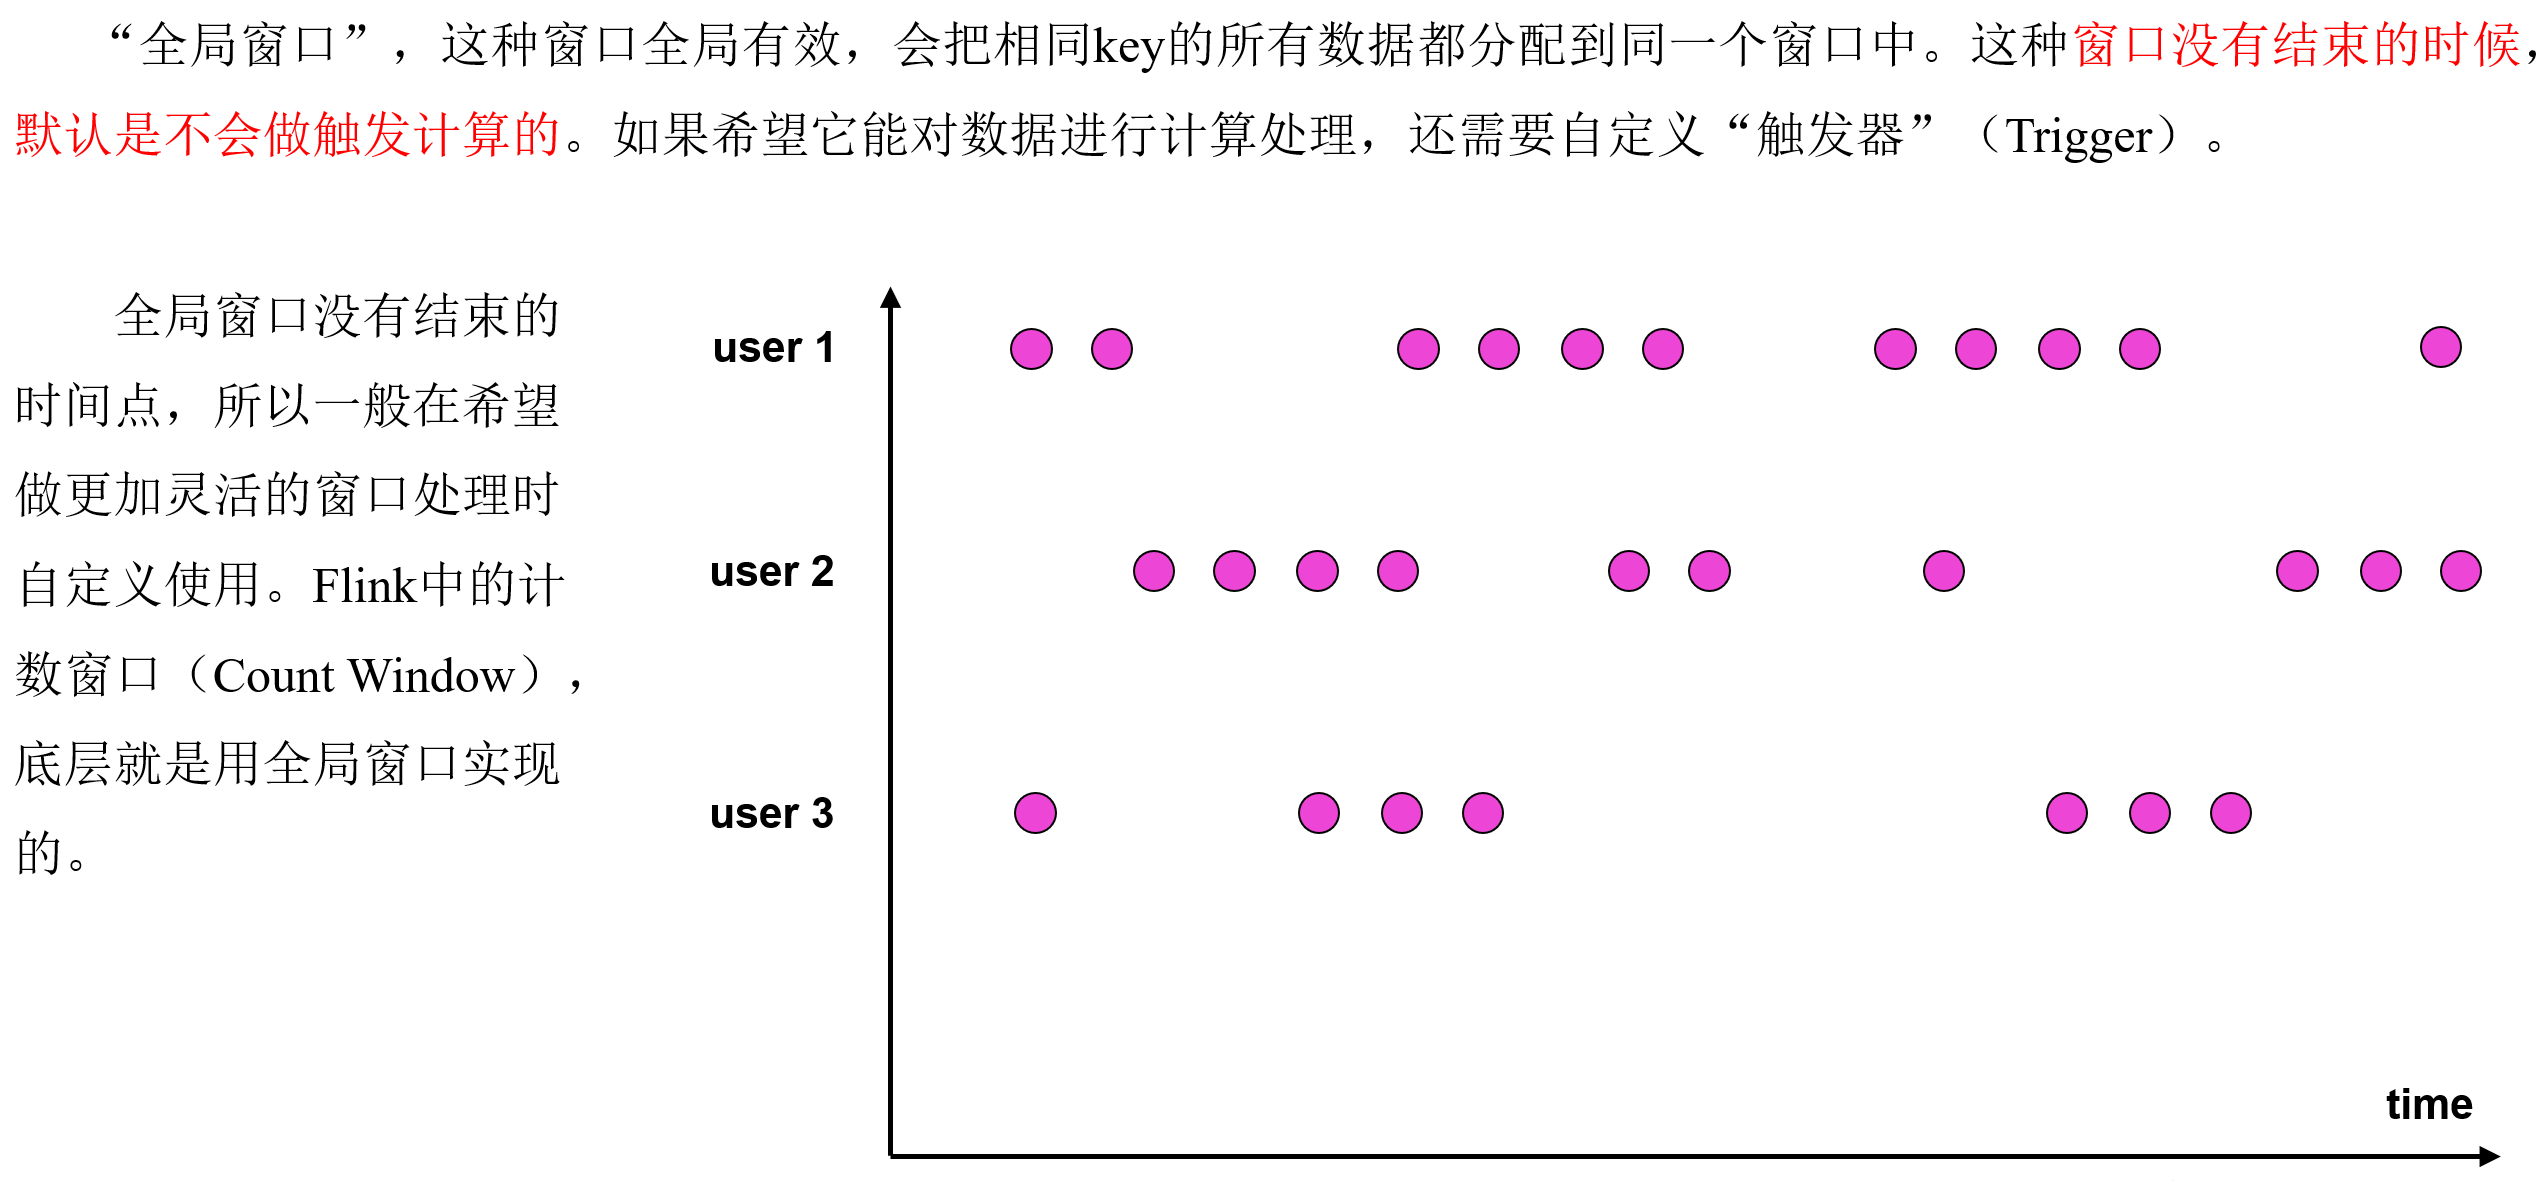 “全局窗口”，这种窗口全局有效，会把相同key的所有数据都分配到同一个窗口中。这种窗口没有结束的时候，
默认是不会做触发计算的。如果希望它能对数据进行计算处理，还需要自定义“触发器”（Trigger）。
全局窗口没有结束的
时间点，所以一般在希望
做更加灵活的窗口处理时
自定义使用。Flink中的计
数窗口（Count Window），
底层就是用全局窗口实现
的。
user 1
user 2
user 3
time